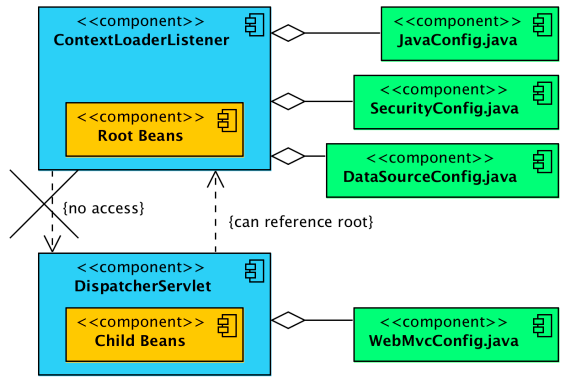 <<component>>
ContextLoaderListener
<<component>>
Root Beans
<<component>>
JavaConfig.java
<<component>>
SecurityConfig.java
<<component>>
DataSourceConfig.java
{no access}
{can reference root}
<<component>>
DispatcherServlet
<<component>>
Child Beans
<<component>>
WebMvcConfig.java